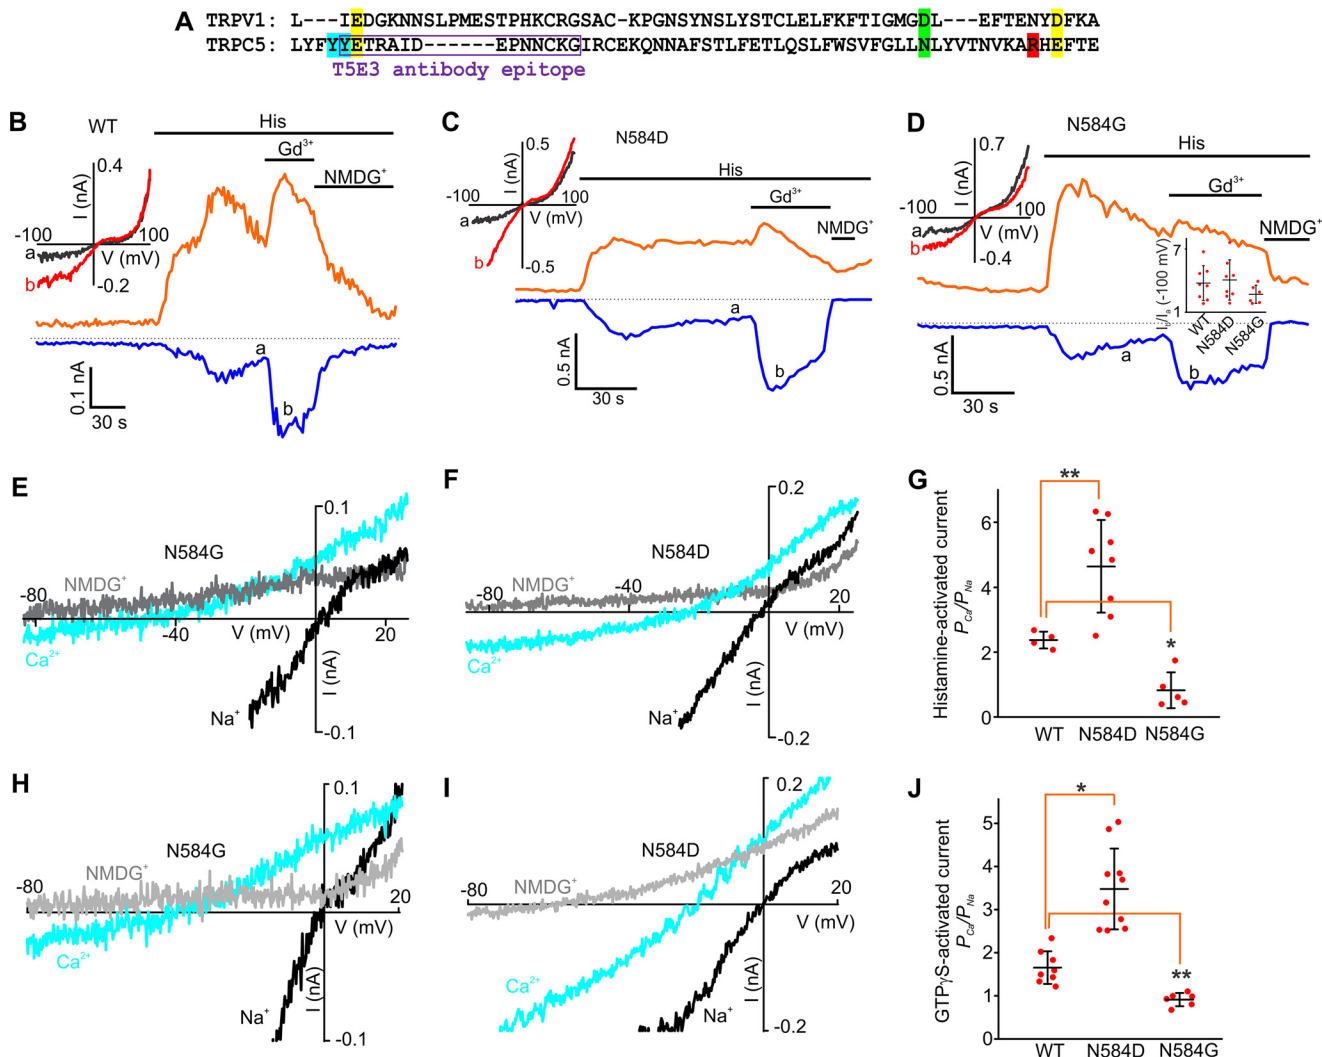 A
TRPV1: L---IEDGKNNSLPMESTPHKCRGSAC-KPGNSYNSLYSTCLELFKFTIGMGDL---EFTENYDFKA
TRPC5: LYFYYETRAID------EPNNCKGIRCEKQNNAFSTLFETLQSLFWSVFGLLNLYVTNVKARHEFTE
T5E3 antibody epitope
B
WT
His
Gd³⁺
NMDG⁺
0.4
I (nA)
-100
100
a
V (mV)
b
-0.2
a
b
0.1 nA
30 s
C
N584D
His
Gd³⁺
NMDG⁺
0.5
I (nA)
-100
100
a
V (mV)
b
-0.5
a
b
0.5 nA
30 s
D
N584G
His
Gd³⁺
NMDG⁺
0.7
I (nA)
-100
100
a
V (mV)
b
-0.4
7
Ib/Ia (-100 mV)
1
WT
N584D
N584G
a
b
0.5 nA
30 s
E
0.1
N584G
NMDG⁺
-80
-40
V (mV)
20
Ca²⁺
I (nA)
Na⁺
-0.1
F
0.2
N584D
NMDG⁺
-80
-40
20
V (mV)
Ca²⁺
I (nA)
Na⁺
-0.2
G
**
6
4
2
0
*
Histamine-activated current
PCa/PNa
WT N584D N584G
H
0.1
N584G
NMDG⁺
-80
20
V (mV)
Ca²⁺
I (nA)
Na⁺
-0.1
I
0.2
N584D
-80
NMDG⁺
20
V (mV)
Ca²⁺
I (nA)
Na⁺
-0.2
J
*
5
4
3
2
1
0
**
GTPγS-activated current
PCa/PNa
WT N584D N584G